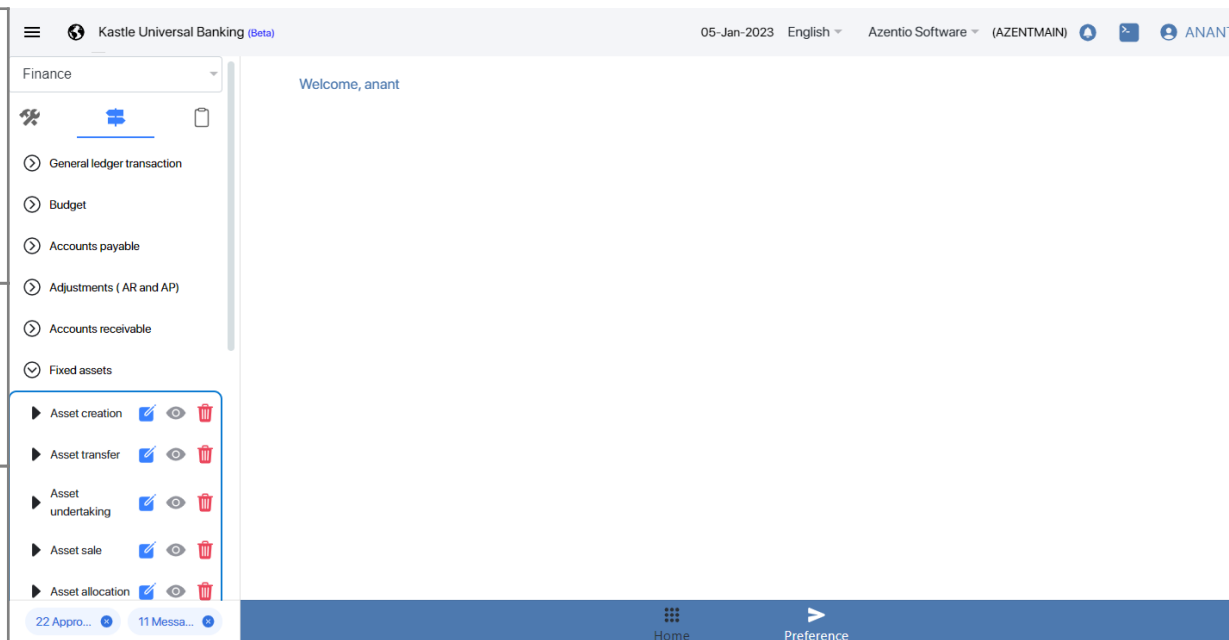 Kastle Universal Banking (Beta)
05-Jan-2023 English Azentio Software (AZENTMAIN) ANANT
Finance
Welcome, anant
General ledger transaction
Budget
Accounts payable
Adjustments ( AR and AP)
Accounts receivable
Fixed assets
Asset creation
Asset transfer
Asset
undertaking
Asset sale
Asset allocation
22 Appro...
11 Messa...
Home
Preference